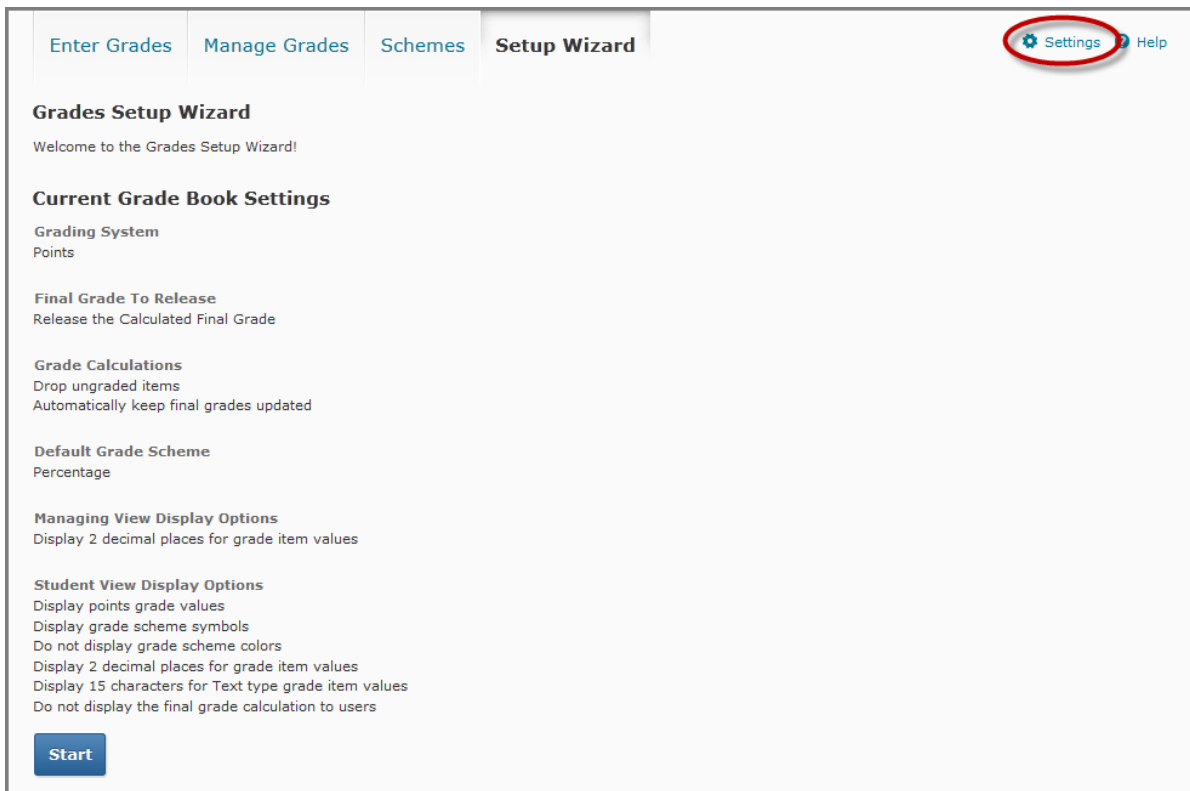 Enter Grades Manage Grades Schemes Setup Wizard Settings Help
Grades Setup Wizard
Welcome to the Grades Setup Wizard!
Current Grade Book Settings
Grading System
Points
Final Grade To Release
Release the Calculated Final Grade
Grade Calculations
Drop ungraded items
Automatically keep final grades updated
Default Grade Scheme
Percentage
Managing View Display Options
Display 2 decimal places for grade item values
Student View Display Options
Display points grade values
Display grade scheme symbols
Do not display grade scheme colors
Display 2 decimal places for grade item values
Display 15 characters for Text type grade item values
Do not display the final grade calculation to users
Start